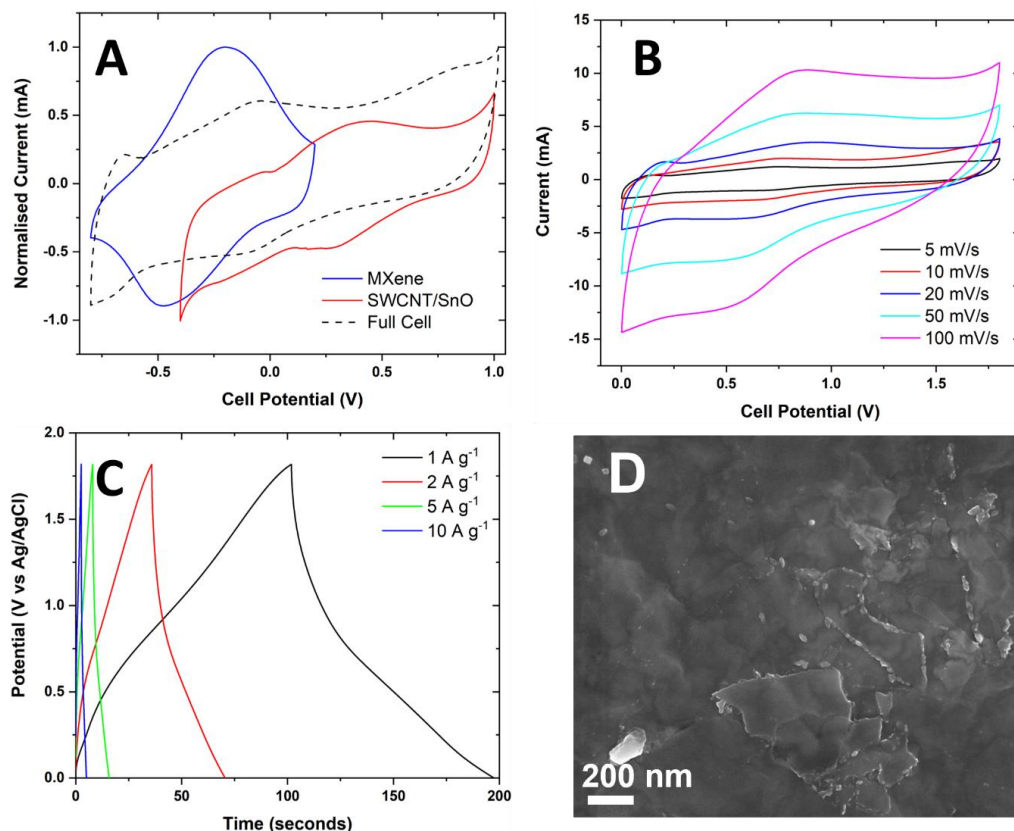 A
1.0
0.5
0.0
-0.5
-1.0
Normalised Current (mA)
MXene
SWCNT/SnO
Full Cell
-0.5 0.0 0.5 1.0
Cell Potential (V)
B
10
5
0
-5
-10
-15
Current (mA)
5 mV/s
10 mV/s
20 mV/s
50 mV/s
100 mV/s
0.0 0.5 1.0 1.5
Cell Potential (V)
C
2.0
1.5
1.0
0.5
0.0
Potential (V vs Ag/AgCl)
1 A g⁻¹
2 A g⁻¹
5 A g⁻¹
10 A g⁻¹
0 50 100 150 200
Time (seconds)
D
200 nm